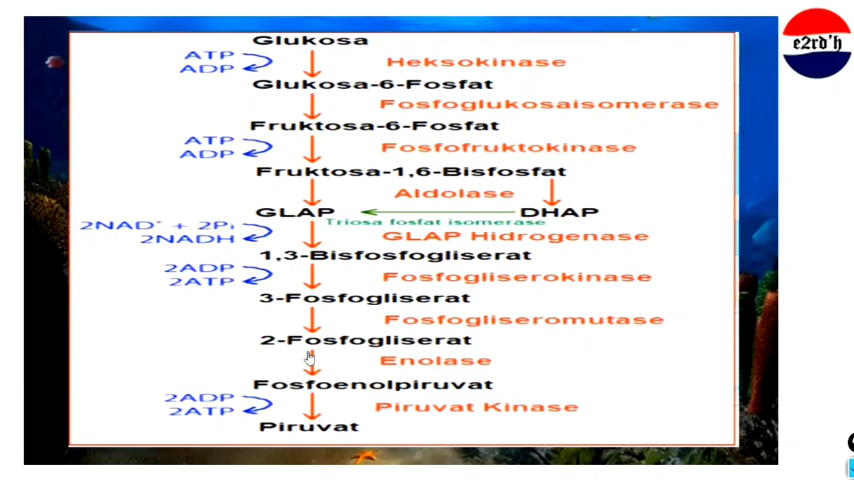 e2rd'h
Glukosa
ATP
ADP
Heksokinase
Glukosa-6-Fosfat
Fosfoglukosaisomerase
Fruktosa-6-Fosfat
ATP
ADP
Fosfofruktokinase
Fruktosa-1,6-Bisfosfat
Aldolase
GLAP
DHAP
Triosa fosfat isomerase
2NAD⁺ + 2Pi
2NADH
GLAP Hidrogenase
1,3-Bisfosfogliserat
2ADP
2ATP
Fosfogliserokinase
3-Fosfogliserat
Fosfogliseromutase
2-Fosfogliserat
Enolase
Fosfoenolpiruvat
2ADP
2ATP
Piruvat Kinase
Piruvat